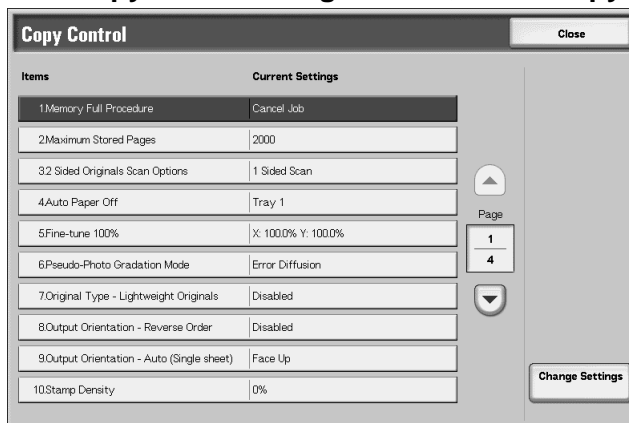 Copy Control
Close
Items Current Settings
1.Memory Full Procedure Cancel Job
2.Maximum Stored Pages 2000
3.2 Sided Originals Scan Options 1 Sided Scan
4.Auto Paper Off Tray 1
5.Fine-tune 100% X: 100.0% Y: 100.0%
6.Pseudo-Photo Gradation Mode Error Diffusion
7.Original Type - Lightweight Originals Disabled
8.Output Orientation - Reverse Order Disabled
9.Output Orientation - Auto (Single sheet) Face Up
10.Stamp Density 0%
Page
1
4
Change Settings